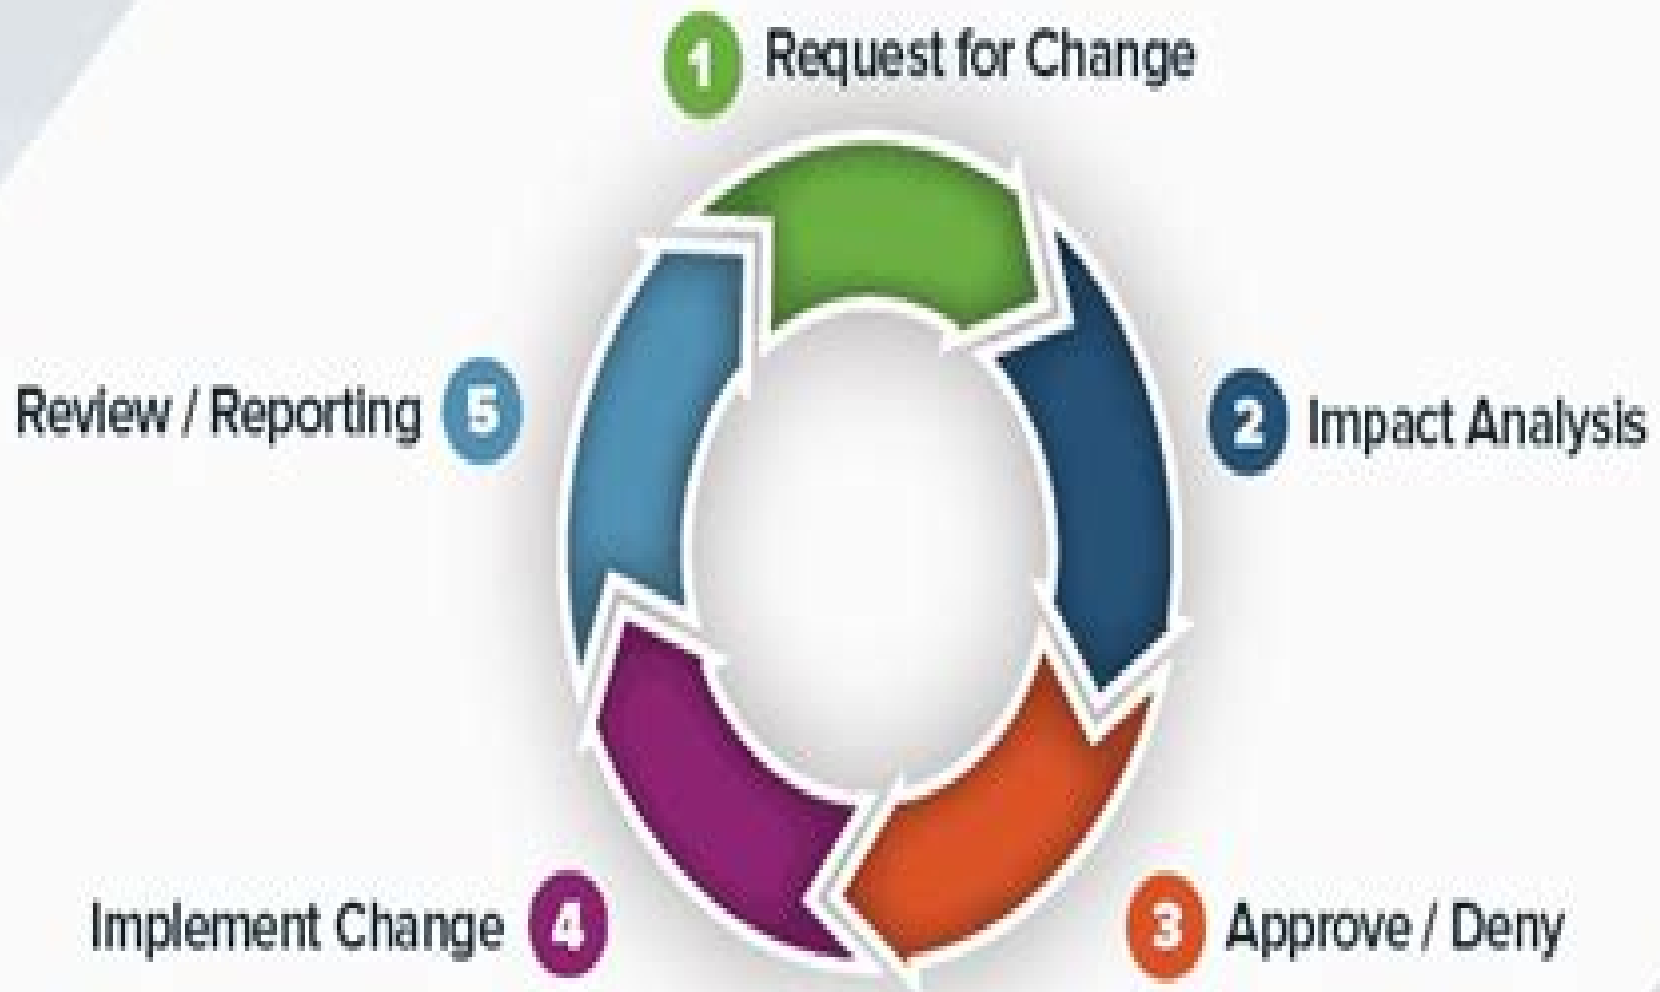 1 Request for Change
2 Impact Analysis
3 Approve / Deny
4 Implement Change
5 Review / Reporting